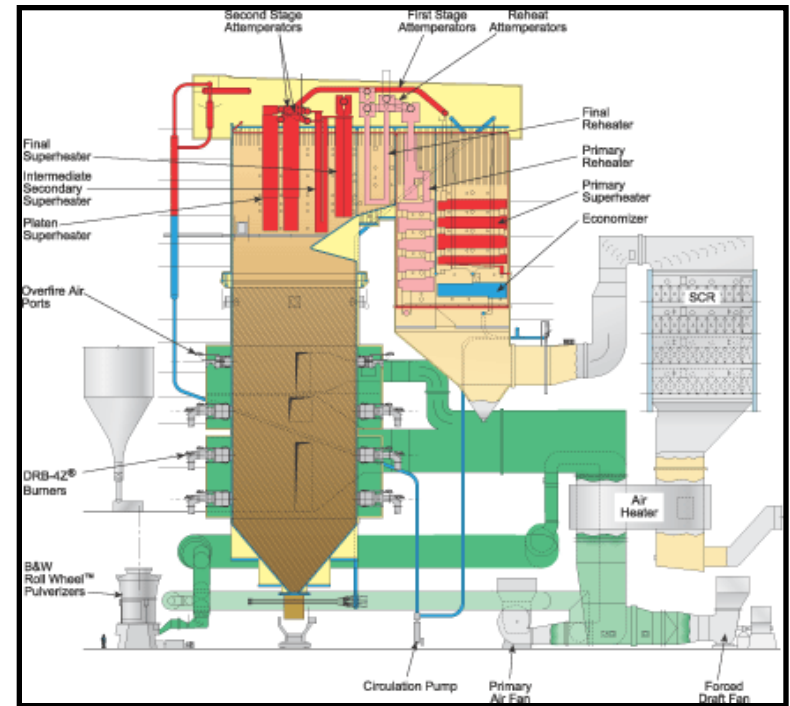 Second Stage
Attemperators
First Stage
Attemperators
Reheat
Attemperators
Final
Reheater
Primary
Reheater
Primary
Superheater
Economizer
Final
Superheater
Intermediate
Secondary
Superheater
Platen
Superheater
Overfire Air
Ports
SCR
DRB-4Z®
Burners
Air
Heater
B&W
Roll Wheel™
Pulverizers
Circulation Pump
Primary
Air Fan
Forced
Draft Fan